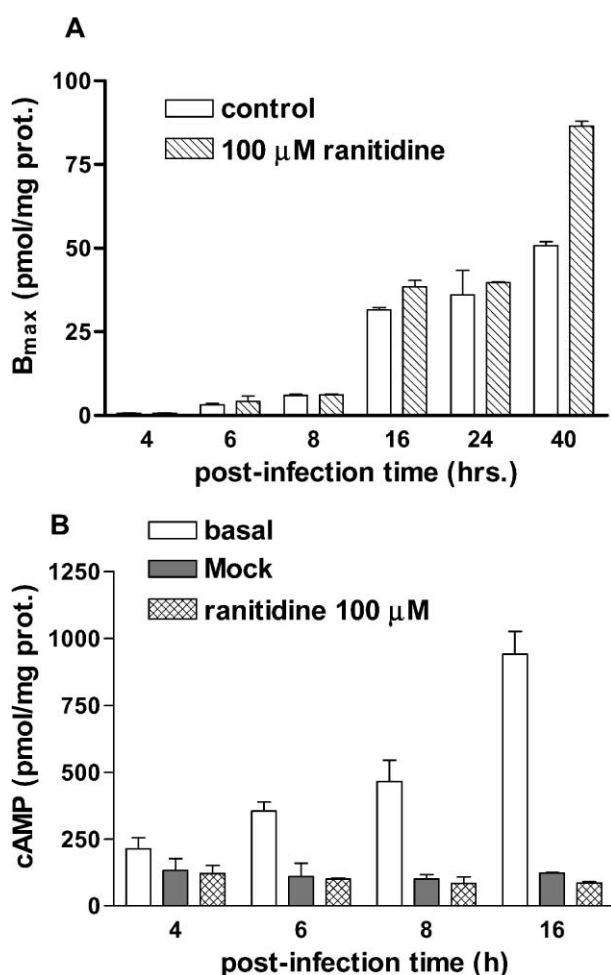 A
100
75
50
25
0
Bmax (pmol/mg prot.)
control
100 μM ranitidine
4 6 8 16 24 40
post-infection time (hrs.)
B
basal
Mock
ranitidine 100 μM
1250
1000
750
500
250
0
cAMP (pmol/mg prot.)
4 6 8 16
post-infection time (h)